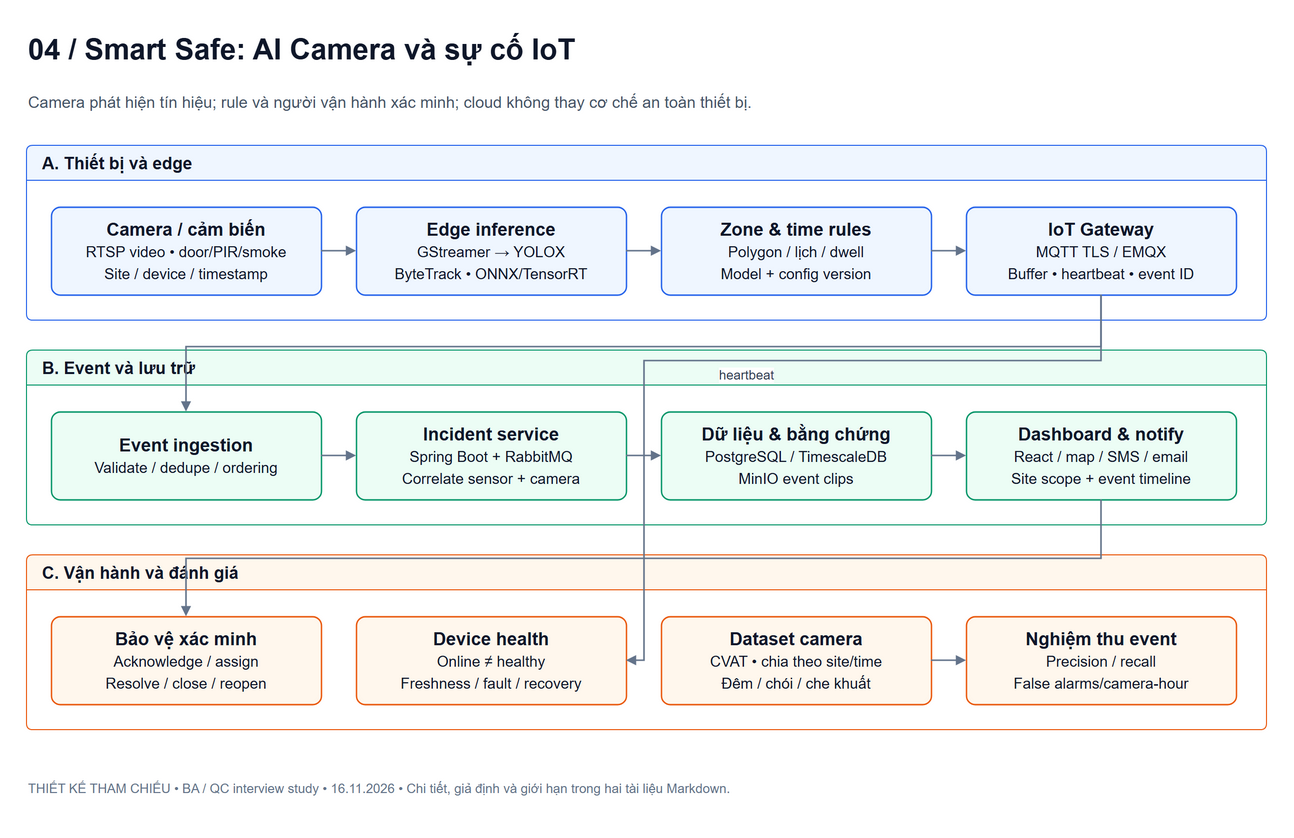 04 / Smart Safe: AI Camera và sự cố IoT
Camera phát hiện tín hiệu; rule và người vận hành xác minh; cloud không thay cơ chế an toàn thiết bị.
A. Thiết bị và edge
Camera / cảm biến
RTSP video • door/PIR/smoke
Site / device / timestamp
Edge inference
GStreamer → YOLOX
ByteTrack • ONNX/TensorRT
Zone & time rules
Polygon / lịch / dwell
Model + config version
IoT Gateway
MQTT TLS / EMQX
Buffer • heartbeat • event ID
B. Event và lưu trữ
heartbeat
Event ingestion
Validate / dedupe / ordering
Incident service
Spring Boot + RabbitMQ
Correlate sensor + camera
Dữ liệu & bằng chứng
PostgreSQL / TimescaleDB
MinIO event clips
Dashboard & notify
React / map / SMS / email
Site scope + event timeline
C. Vận hành và đánh giá
Bảo vệ xác minh
Acknowledge / assign
Resolve / close / reopen
Device health
Online ≠ healthy
Freshness / fault / recovery
Dataset camera
CVAT • chia theo site/time
Đêm / chói / che khuất
Nghiệm thu event
Precision / recall
False alarms/camera-hour
THIẾT KẾ THAM CHIẾU • BA / QC interview study • 16.11.2026 • Chi tiết, giả định và giới hạn trong hai tài liệu Markdown.